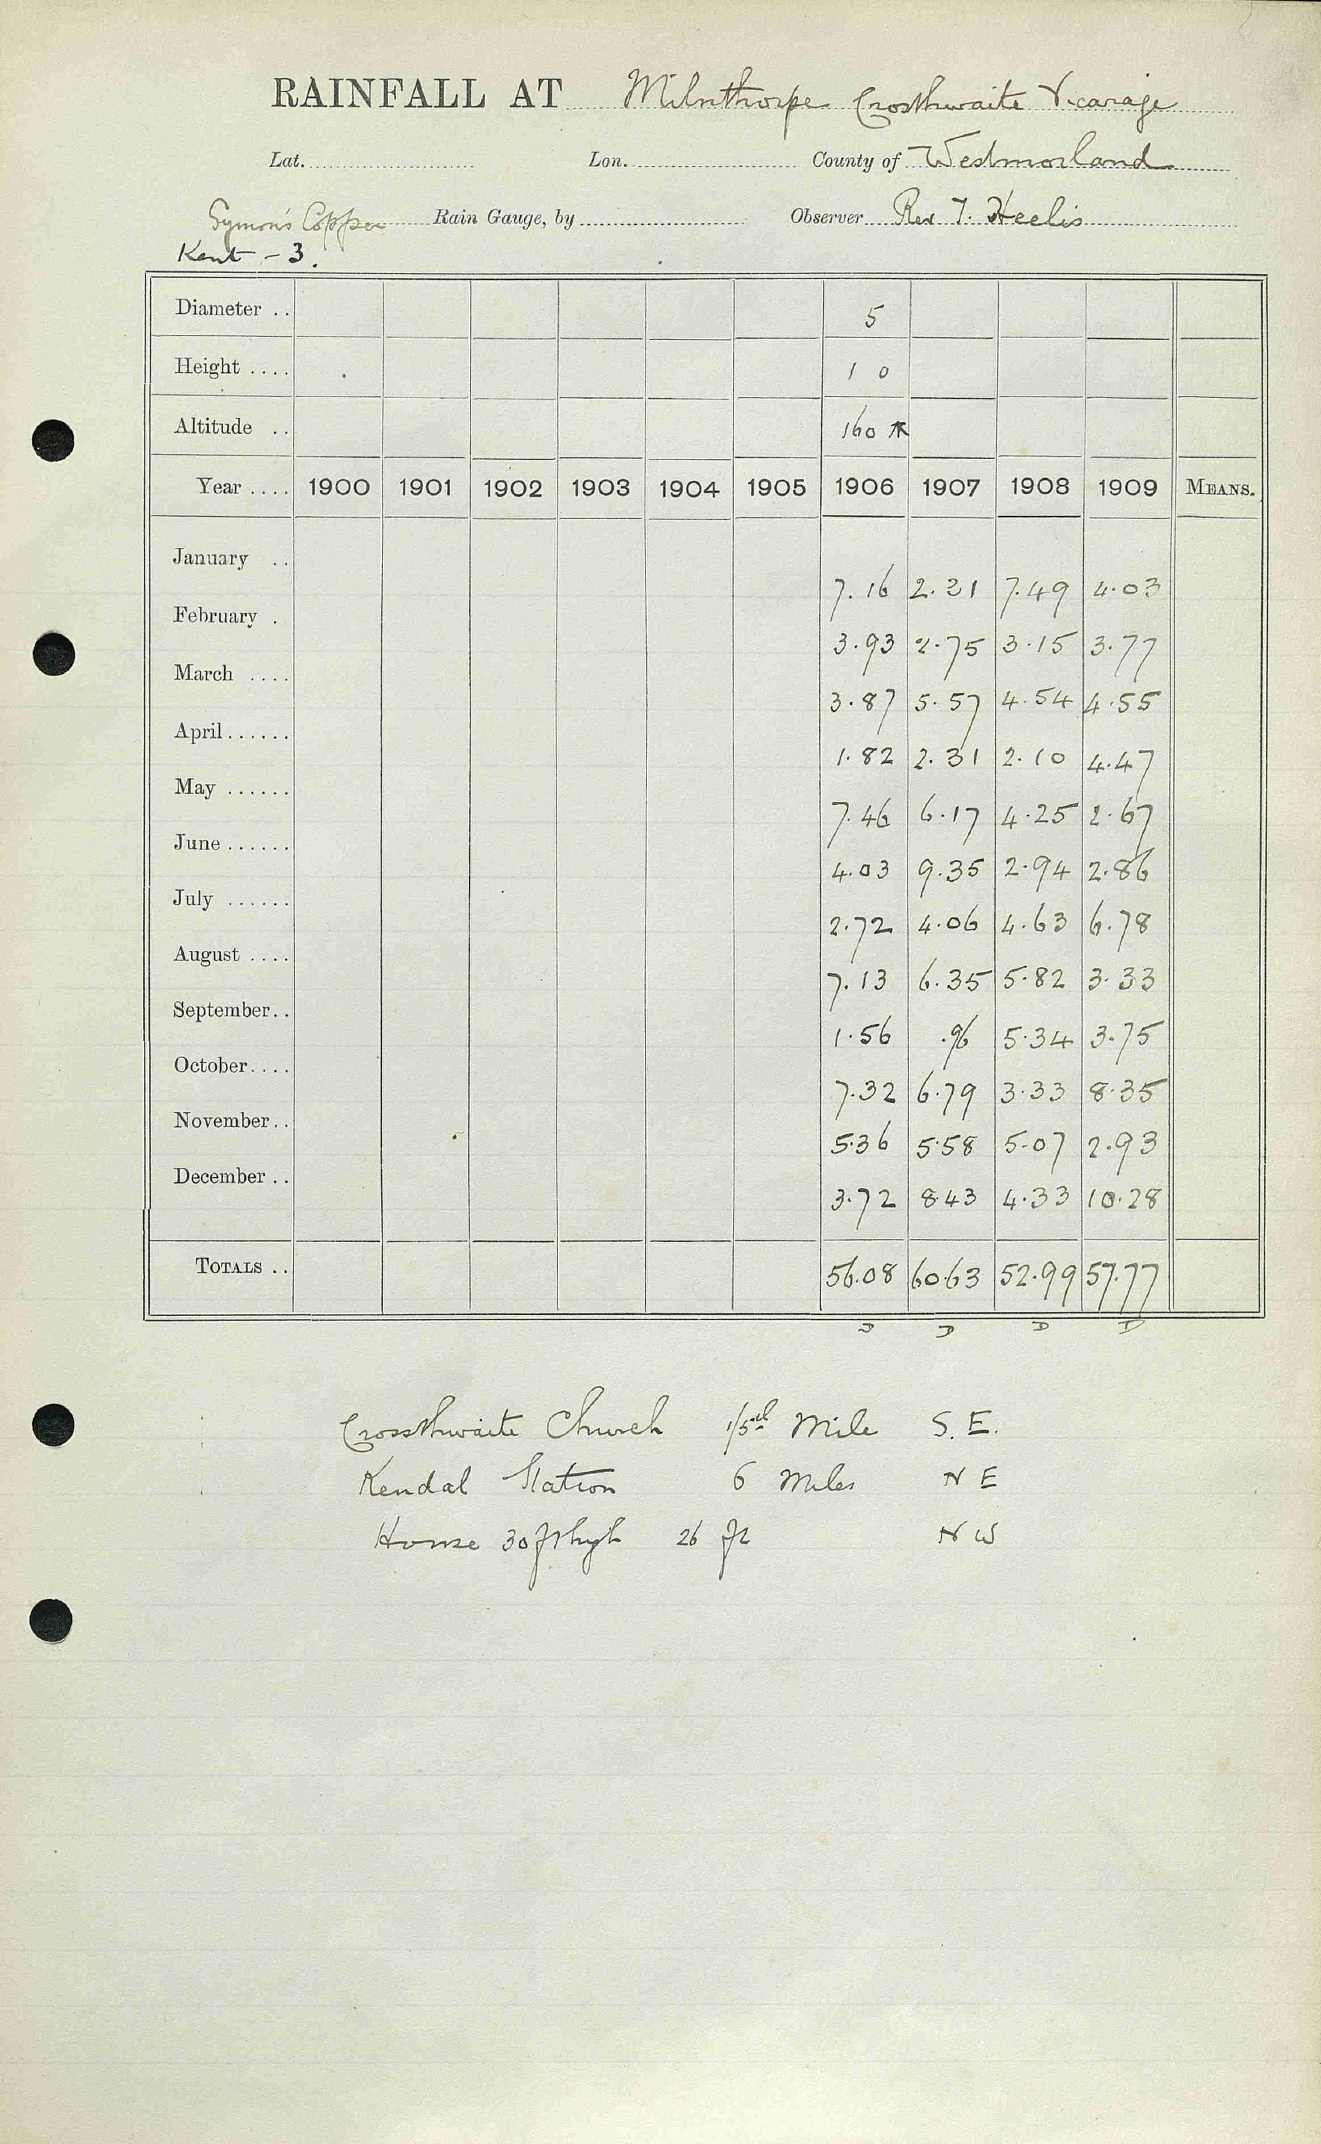 RAINFALL AT Milnthorpe Crosthwaite Vicarage
Lat. Lon. County of Westmorland
Symon's Copper Rain Gauge, by Observer Rev T. Heelis
Kent - 3.
Diameter .. 5
Height .... 1 0
Altitude .. 160
Year .... 1900 1901 1902 1903 1904 1905 1906 1907 1908 1909 MEANS.
January .. 7.16 2.31 7.49 4.03
February . 3.93 2.75 3.15 3.77
March .... 3.87 5.57 4.54 4.55
April...... 1.82 2.31 2.10 4.47
May ...... 7.46 6.17 4.25 2.67
June ...... 4.03 9.35 2.94 2.86
July ...... 2.72 4.06 4.63 6.78
August .... 7.13 6.35 5.82 3.33
September.. 1.56 .96 5.34 3.75
October.... 7.32 6.79 3.33 8.35
November.. 5.36 5.58 5.07 2.93
December .. 3.72 8.43 4.33 10.28
TOTALS .. 56.08 60.63 52.99 57.77
D D D D
Crossthwaite Church 1/5th Mile S. E.
Kendal Station 6 Miles N E
House 30 ft high 26 ft N W